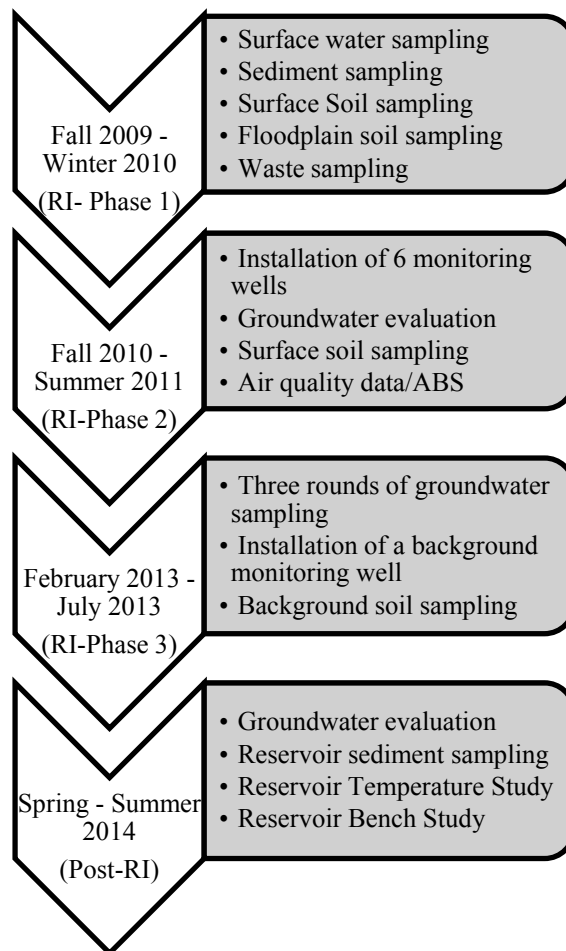 Fall 2009 -
Winter 2010
(RI- Phase 1)
• Surface water sampling
• Sediment sampling
• Surface Soil sampling
• Floodplain soil sampling
• Waste sampling
Fall 2010 -
Summer 2011
(RI-Phase 2)
• Installation of 6 monitoring
wells
• Groundwater evaluation
• Surface soil sampling
• Air quality data/ABS
February 2013 -
July 2013
(RI-Phase 3)
• Three rounds of groundwater
sampling
• Installation of a background
monitoring well
• Background soil sampling
Spring - Summer
2014
(Post-RI)
• Groundwater evaluation
• Reservoir sediment sampling
• Reservoir Temperature Study
• Reservoir Bench Study